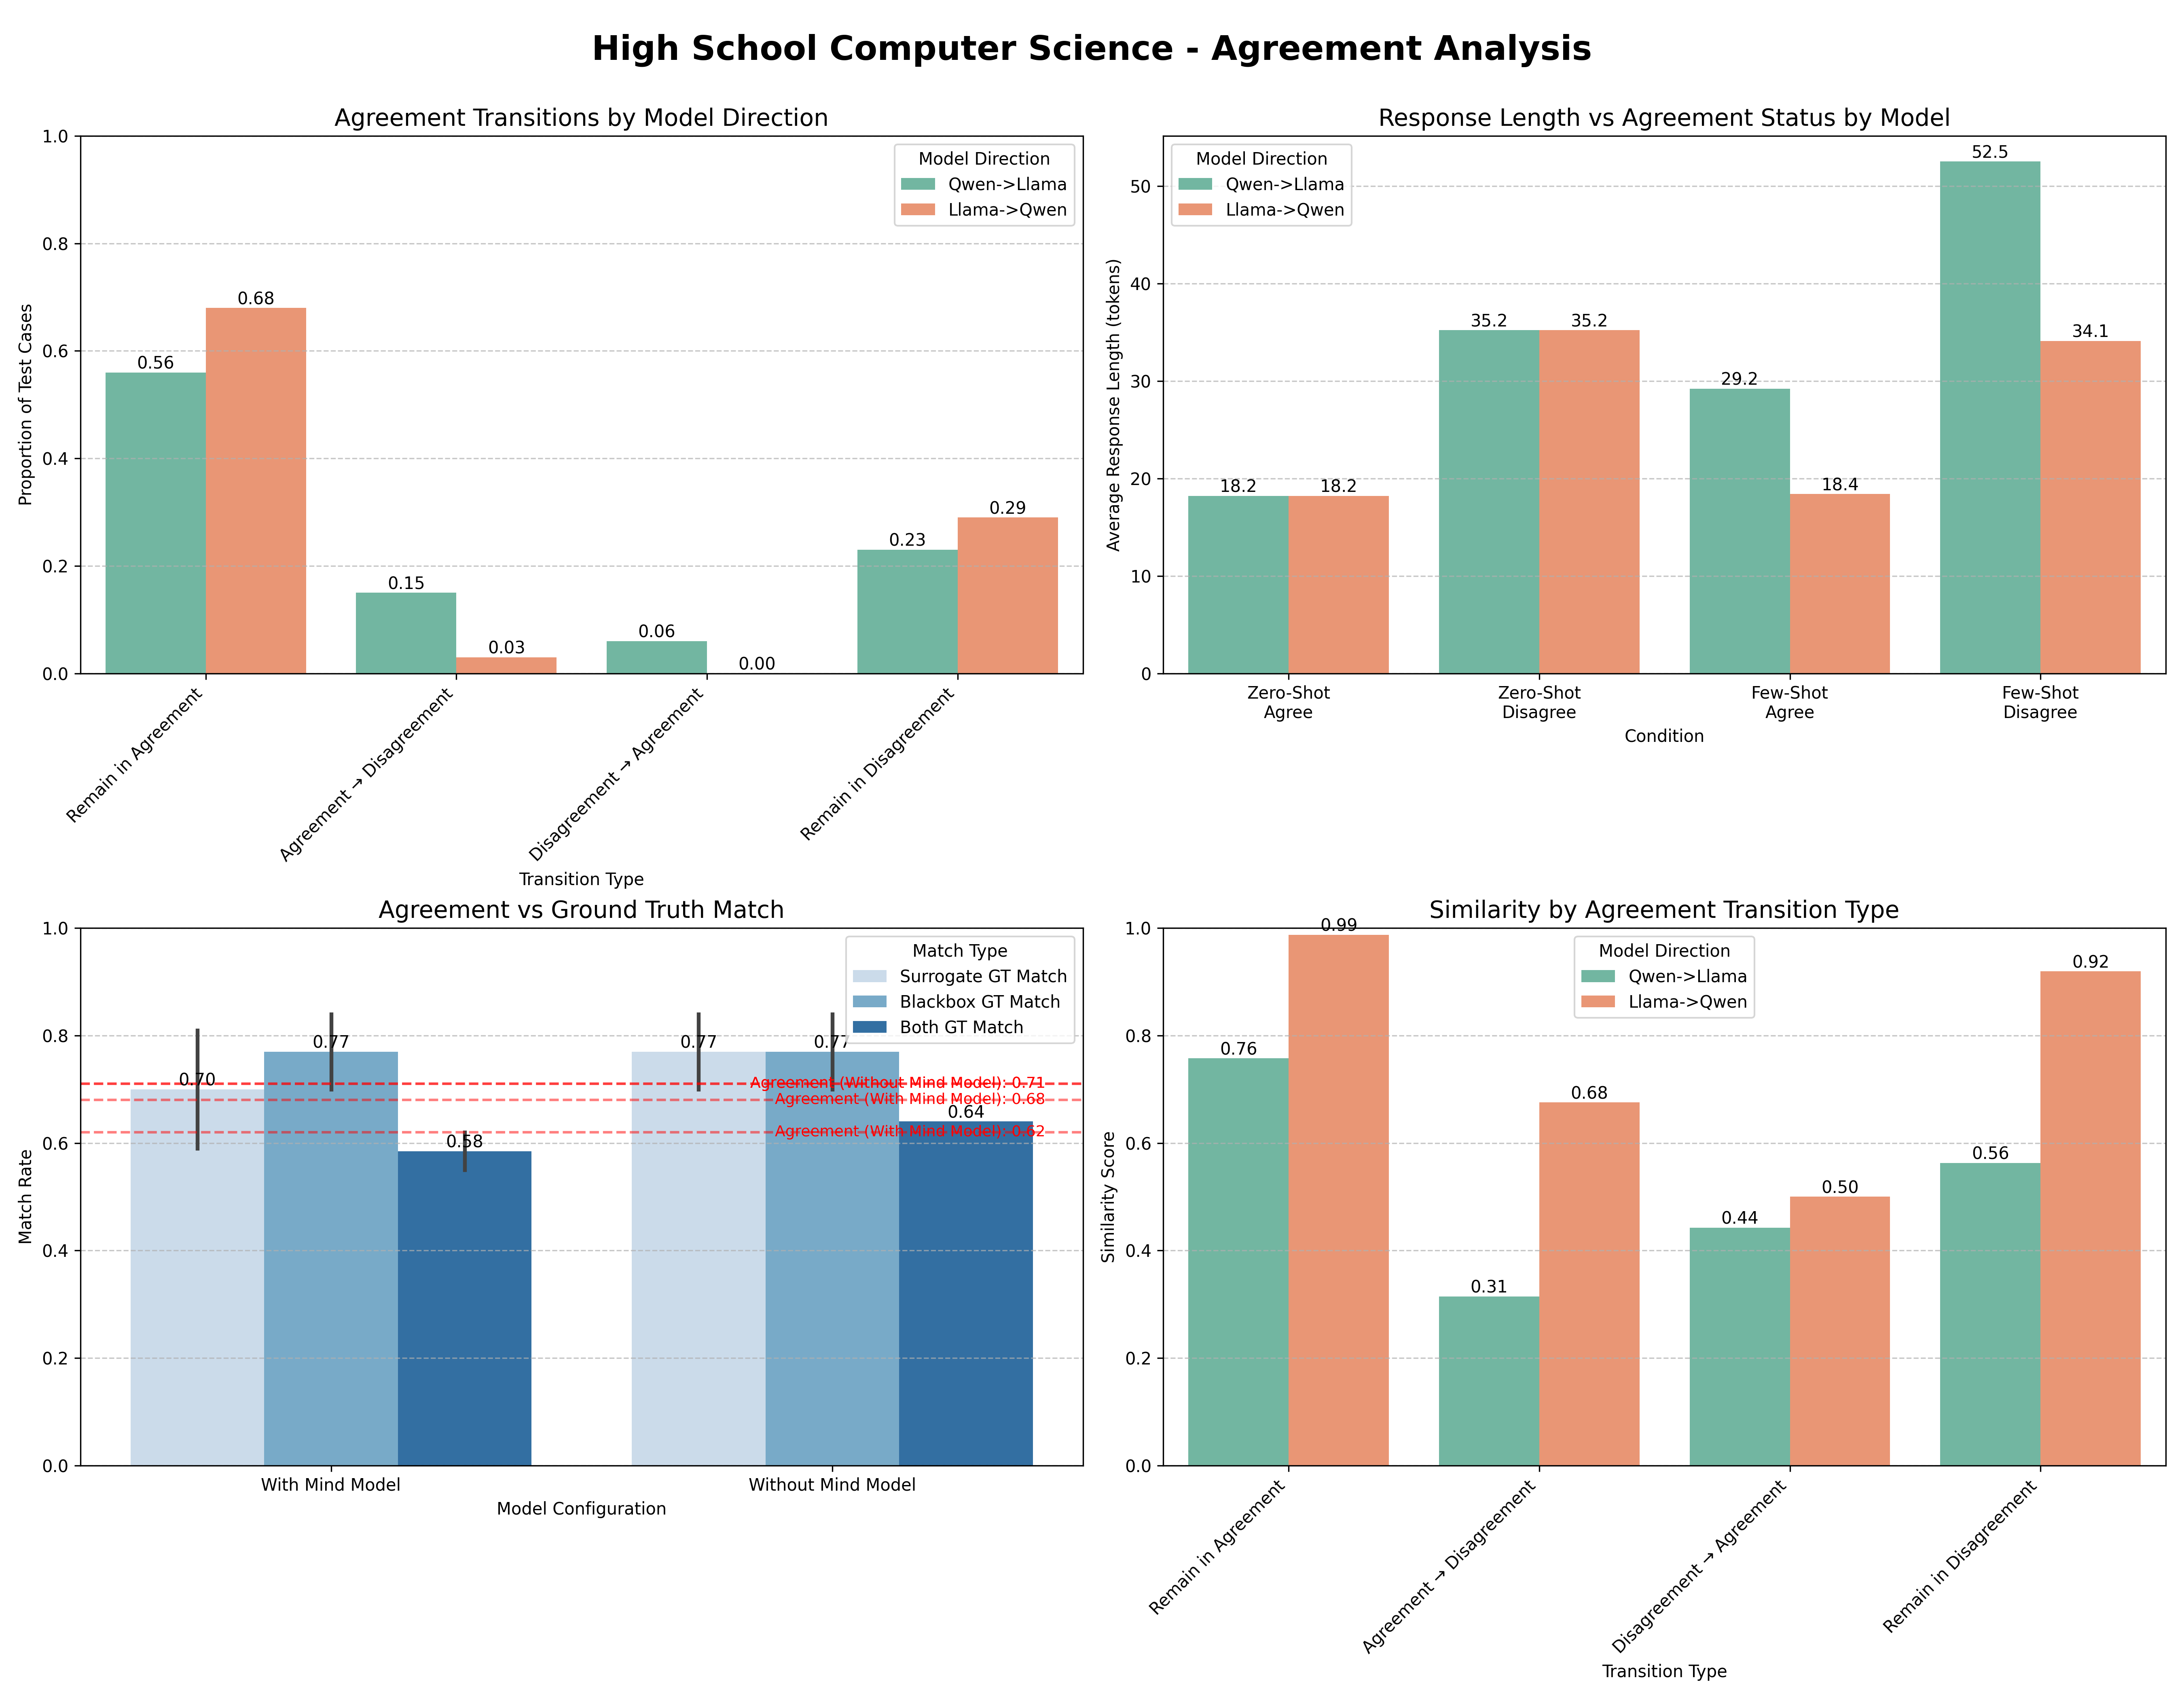 High School Computer Science - Agreement Analysis
Agreement Transitions by Model Direction
Proportion of Test Cases
1.0
0.8
0.6
0.4
0.2
0.0
Model Direction
Qwen->Llama
Llama->Qwen
0.56
0.68
0.15
0.03
0.06
0.00
0.23
0.29
Remain in Agreement
Agreement → Disagreement
Disagreement → Agreement
Remain in Disagreement
Transition Type
Response Length vs Agreement Status by Model
Average Response Length (tokens)
50
40
30
20
10
0
Model Direction
Qwen->Llama
Llama->Qwen
18.2
18.2
35.2
35.2
29.2
18.4
52.5
34.1
Zero-Shot
Agree
Zero-Shot
Disagree
Few-Shot
Agree
Few-Shot
Disagree
Condition
Agreement vs Ground Truth Match
Match Rate
1.0
0.8
0.6
0.4
0.2
0.0
Match Type
Surrogate GT Match
Blackbox GT Match
Both GT Match
0.70
0.77
0.58
0.77
0.77
0.64
Agreement (Without Mind Model): 0.71
Agreement (With Mind Model): 0.68
Agreement (With Mind Model): 0.62
With Mind Model
Without Mind Model
Model Configuration
Similarity by Agreement Transition Type
Similarity Score
1.0
0.8
0.6
0.4
0.2
0.0
Model Direction
Qwen->Llama
Llama->Qwen
0.76
0.99
0.31
0.68
0.44
0.50
0.56
0.92
Remain in Agreement
Agreement → Disagreement
Disagreement → Agreement
Remain in Disagreement
Transition Type